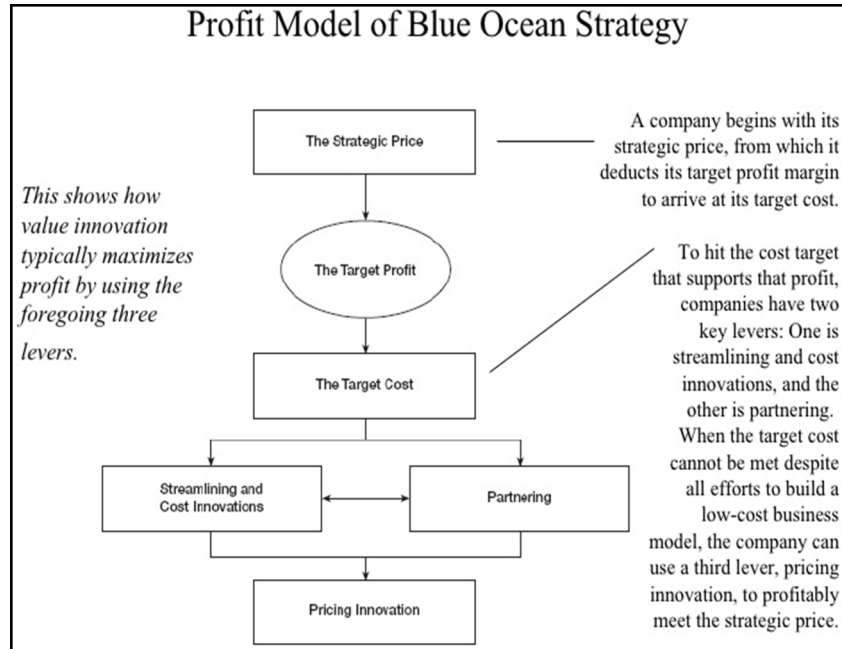 Profit Model of Blue Ocean Strategy
The Strategic Price
A company begins with its
strategic price, from which it
deducts its target profit margin
to arrive at its target cost.
This shows how
value innovation
typically maximizes
profit by using the
foregoing three
levers.
The Target Profit
To hit the cost target
that supports that profit,
companies have two
key levers: One is
streamlining and cost
innovations, and the
other is partnering.
When the target cost
cannot be met despite
all efforts to build a
low-cost business
model, the company can
use a third lever, pricing
innovation, to profitably
meet the strategic price.
The Target Cost
Streamlining and
Cost Innovations
Partnering
Pricing Innovation